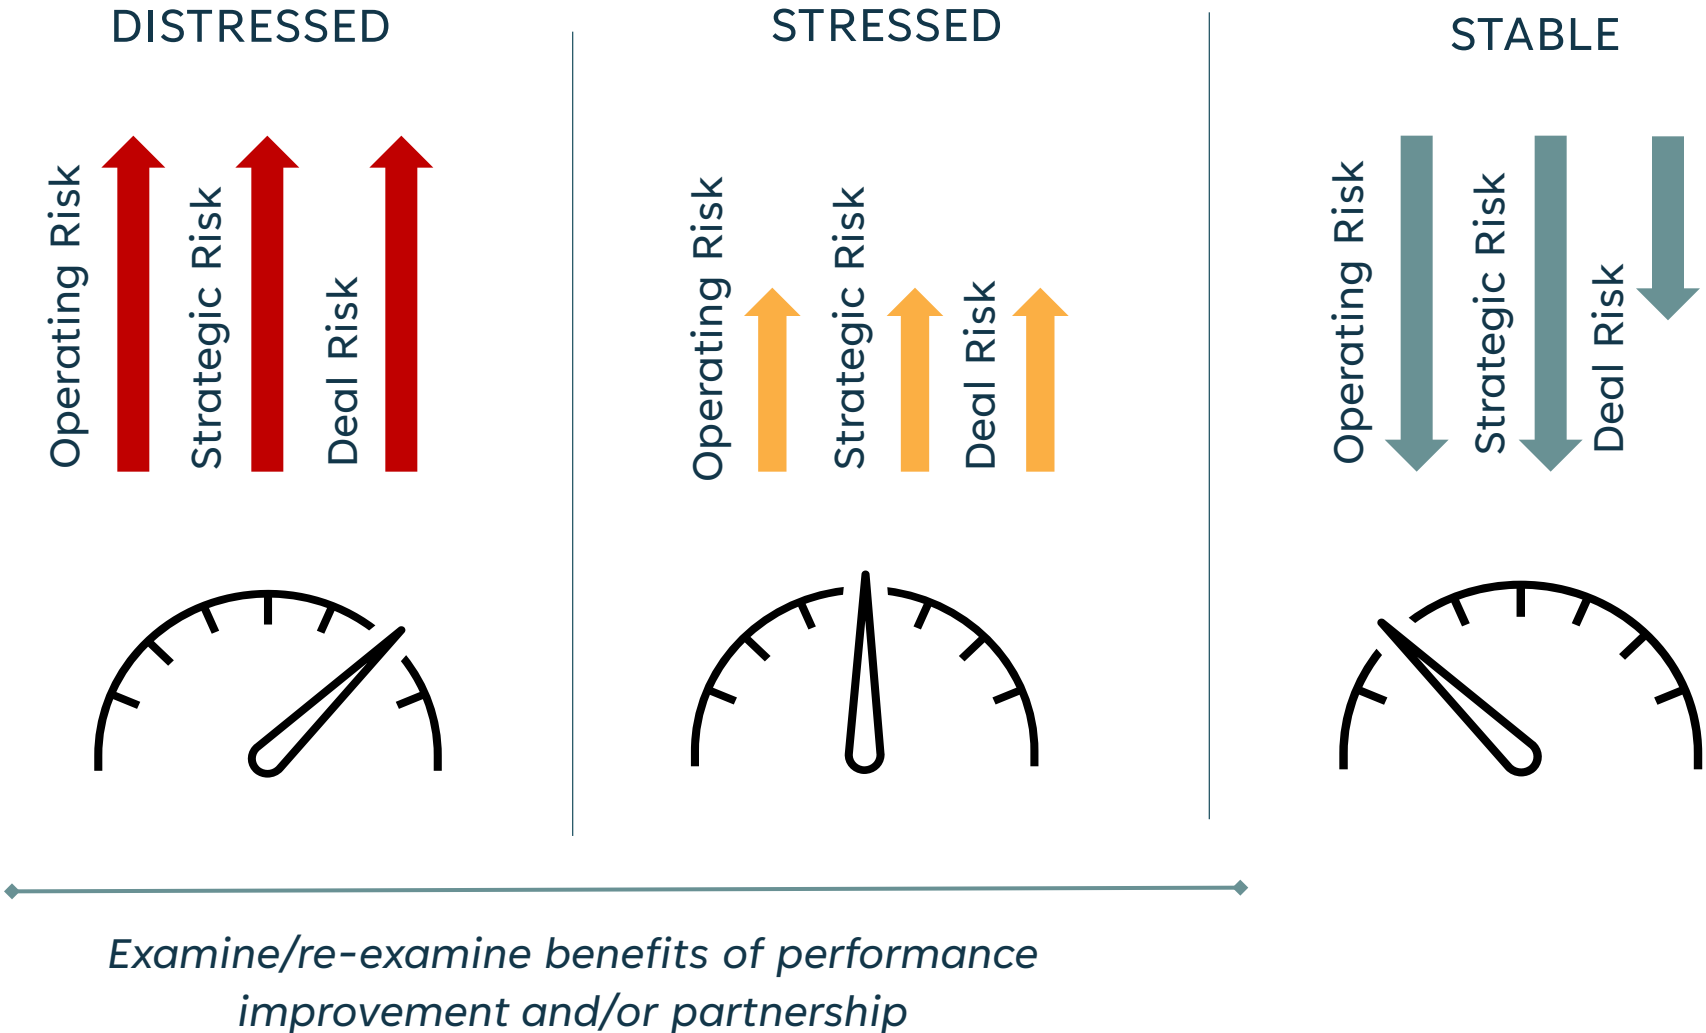 DISTRESSED
Operating Risk
Strategic Risk
Deal Risk
STRESSED
Operating Risk
Strategic Risk
Deal Risk
STABLE
Operating Risk
Strategic Risk
Deal Risk
Examine/re-examine benefits of performance
improvement and/or partnership